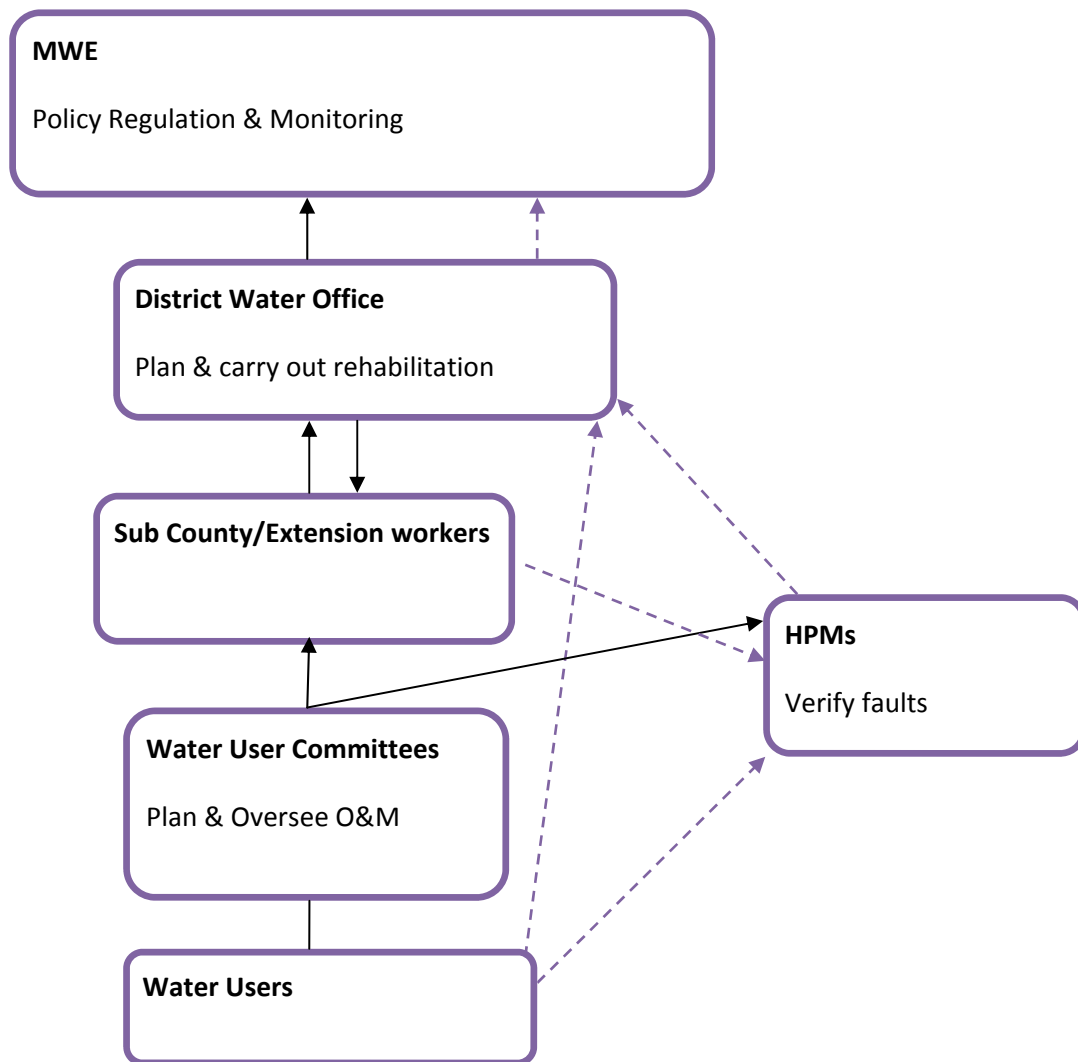 MWE
Policy Regulation & Monitoring
District Water Office
Plan & carry out rehabilitation
Sub County/Extension workers
HPMs
Verify faults
Water User Committees
Plan & Oversee O&M
Water Users